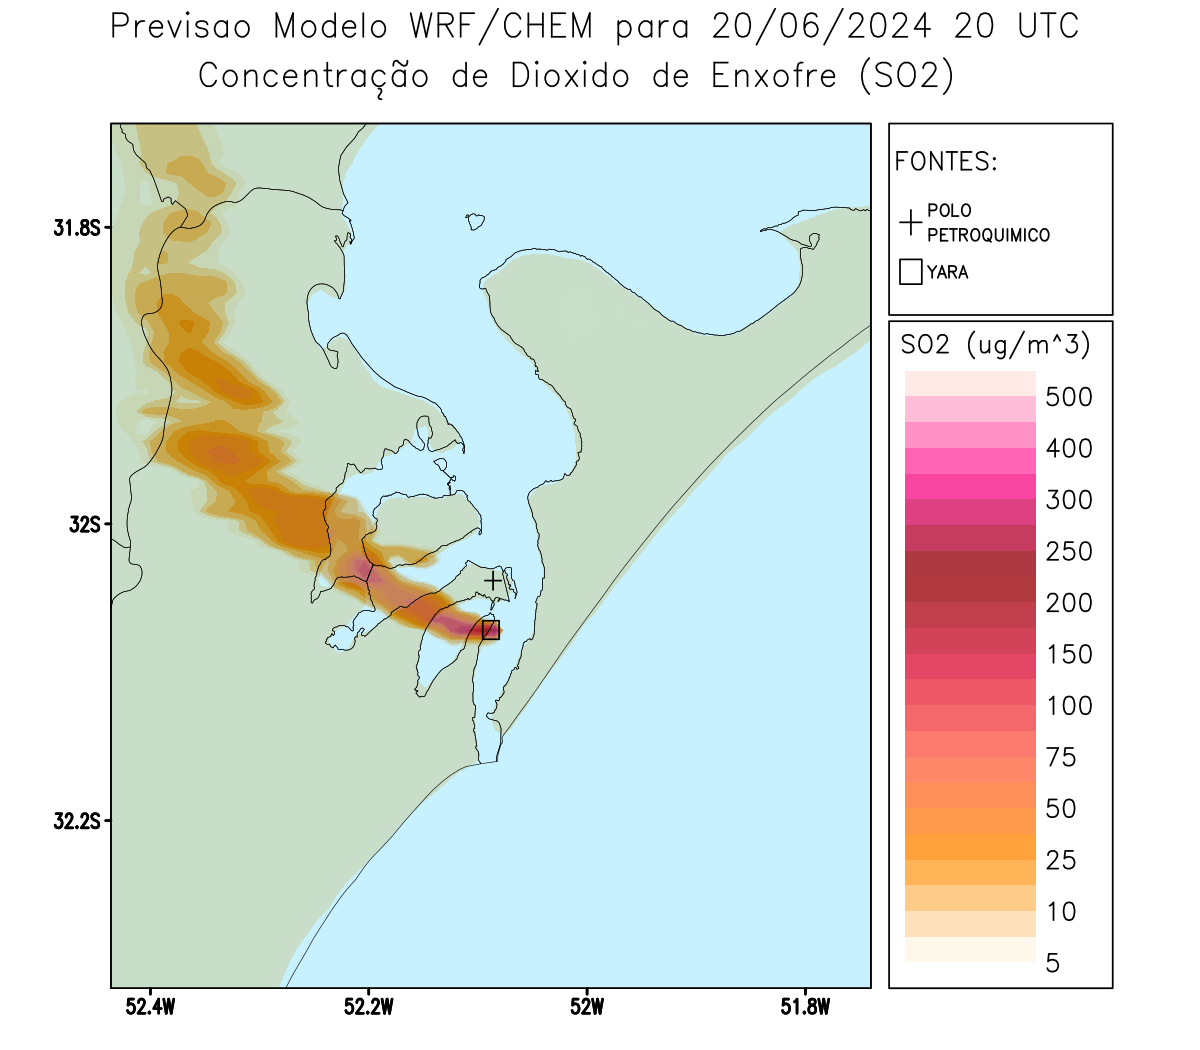 Previsao Modelo WRF/CHEM para 20/06/2024 20 UTC
Concentração de Dioxido de Enxofre (SO2)
FONTES:
POLO
PETROQUIMICO
YARA
SO2 (ug/m^3)
500
400
300
250
200
150
100
75
50
25
10
5
31.8S
32S
32.2S
52.4W
52.2W
52W
51.8W